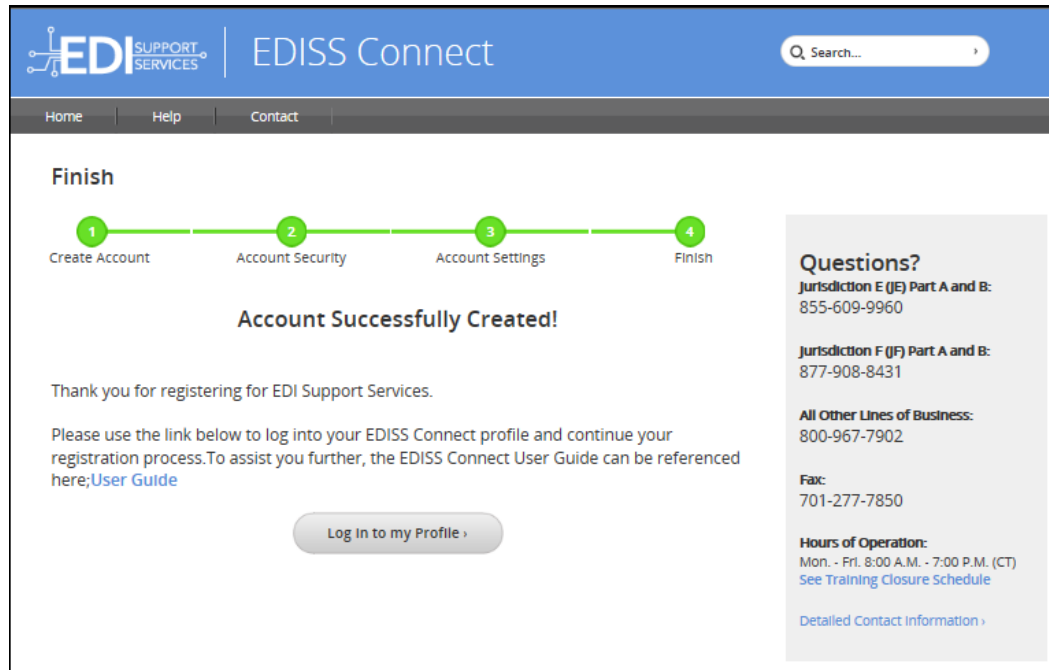 EDI SUPPORT SERVICES
EDISS Connect
Search...
Home Help Contact
Finish
1 2 3 4
Create Account Account Security Account Settings Finish
Account Successfully Created!
Thank you for registering for EDI Support Services.
Please use the link below to log into your EDISS Connect profile and continue your
registration process.To assist you further, the EDISS Connect User Guide can be referenced
here;User Guide
Log In to my Profile ›
Questions?
Jurisdiction E (JE) Part A and B:
855-609-9960
Jurisdiction F (JF) Part A and B:
877-908-8431
All Other Lines of Business:
800-967-7902
Fax:
701-277-7850
Hours of Operation:
Mon. - Fri. 8:00 A.M. - 7:00 P.M. (CT)
See Training Closure Schedule
Detailed Contact Information ›